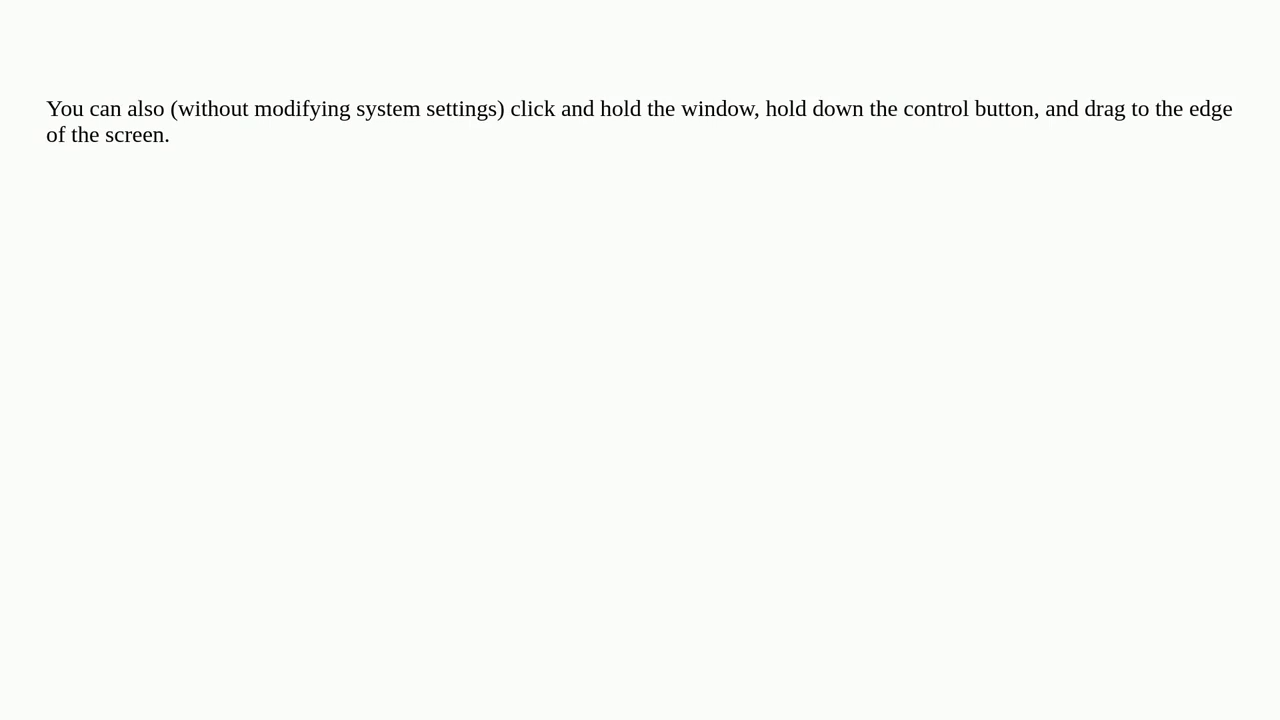 You can also (without modifying system settings) click and hold the window, hold down the control button, and drag to the edge
of the screen.